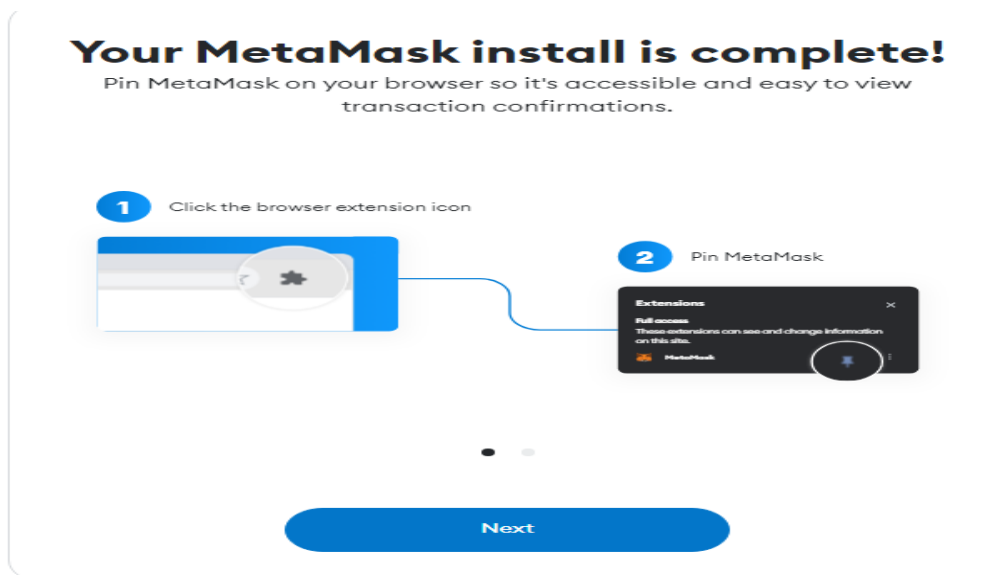 Your MetaMask install is complete!
Pin MetaMask on your browser so it's accessible and easy to view
transaction confirmations.
1
Click the browser extension icon
2
Pin MetaMask
Extensions
Full access
These extensions can see and change information
on this site.
MetaMask
Next